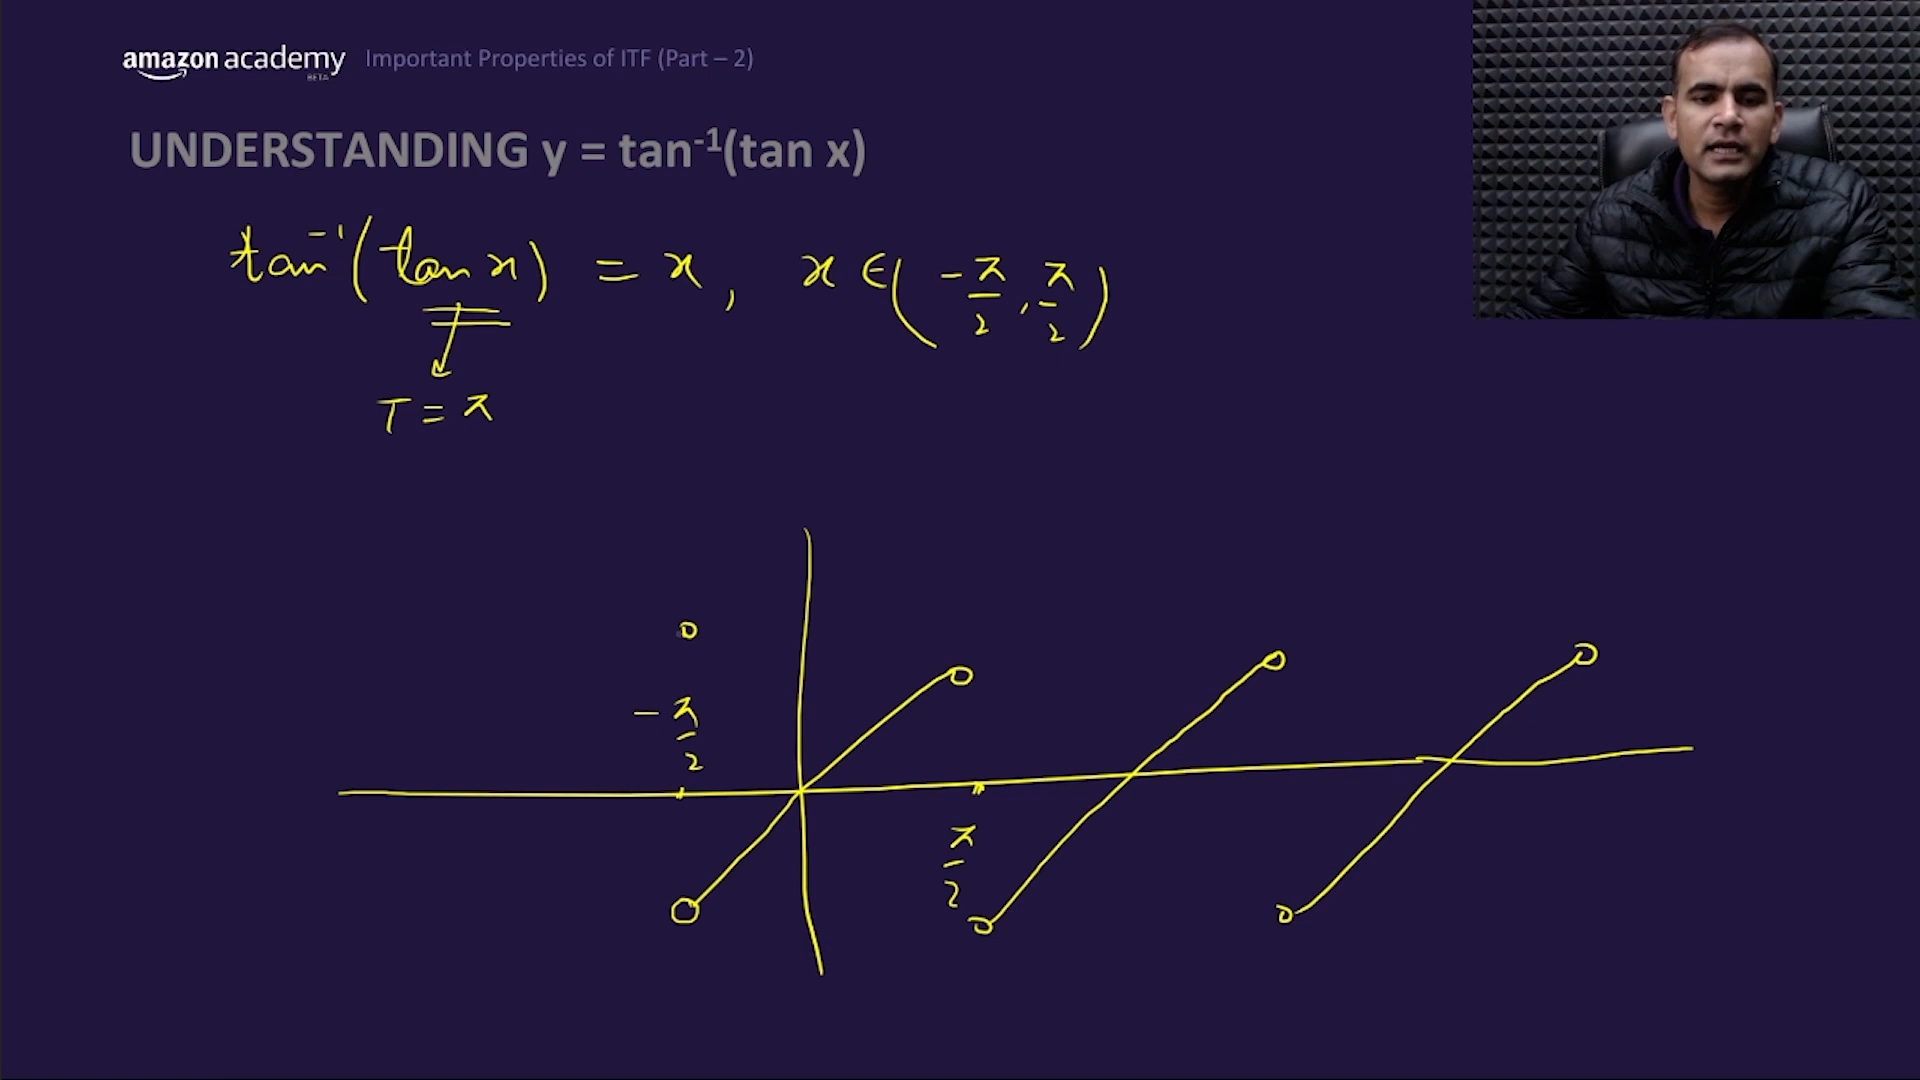 amazon academy Important Properties of ITF (Part – 2)
BETA
UNDERSTANDING y = tan⁻¹(tan x)
tan⁻¹(tan x) = x, x ∈ (-π/2, π/2)
T = π
-π/2
π/2